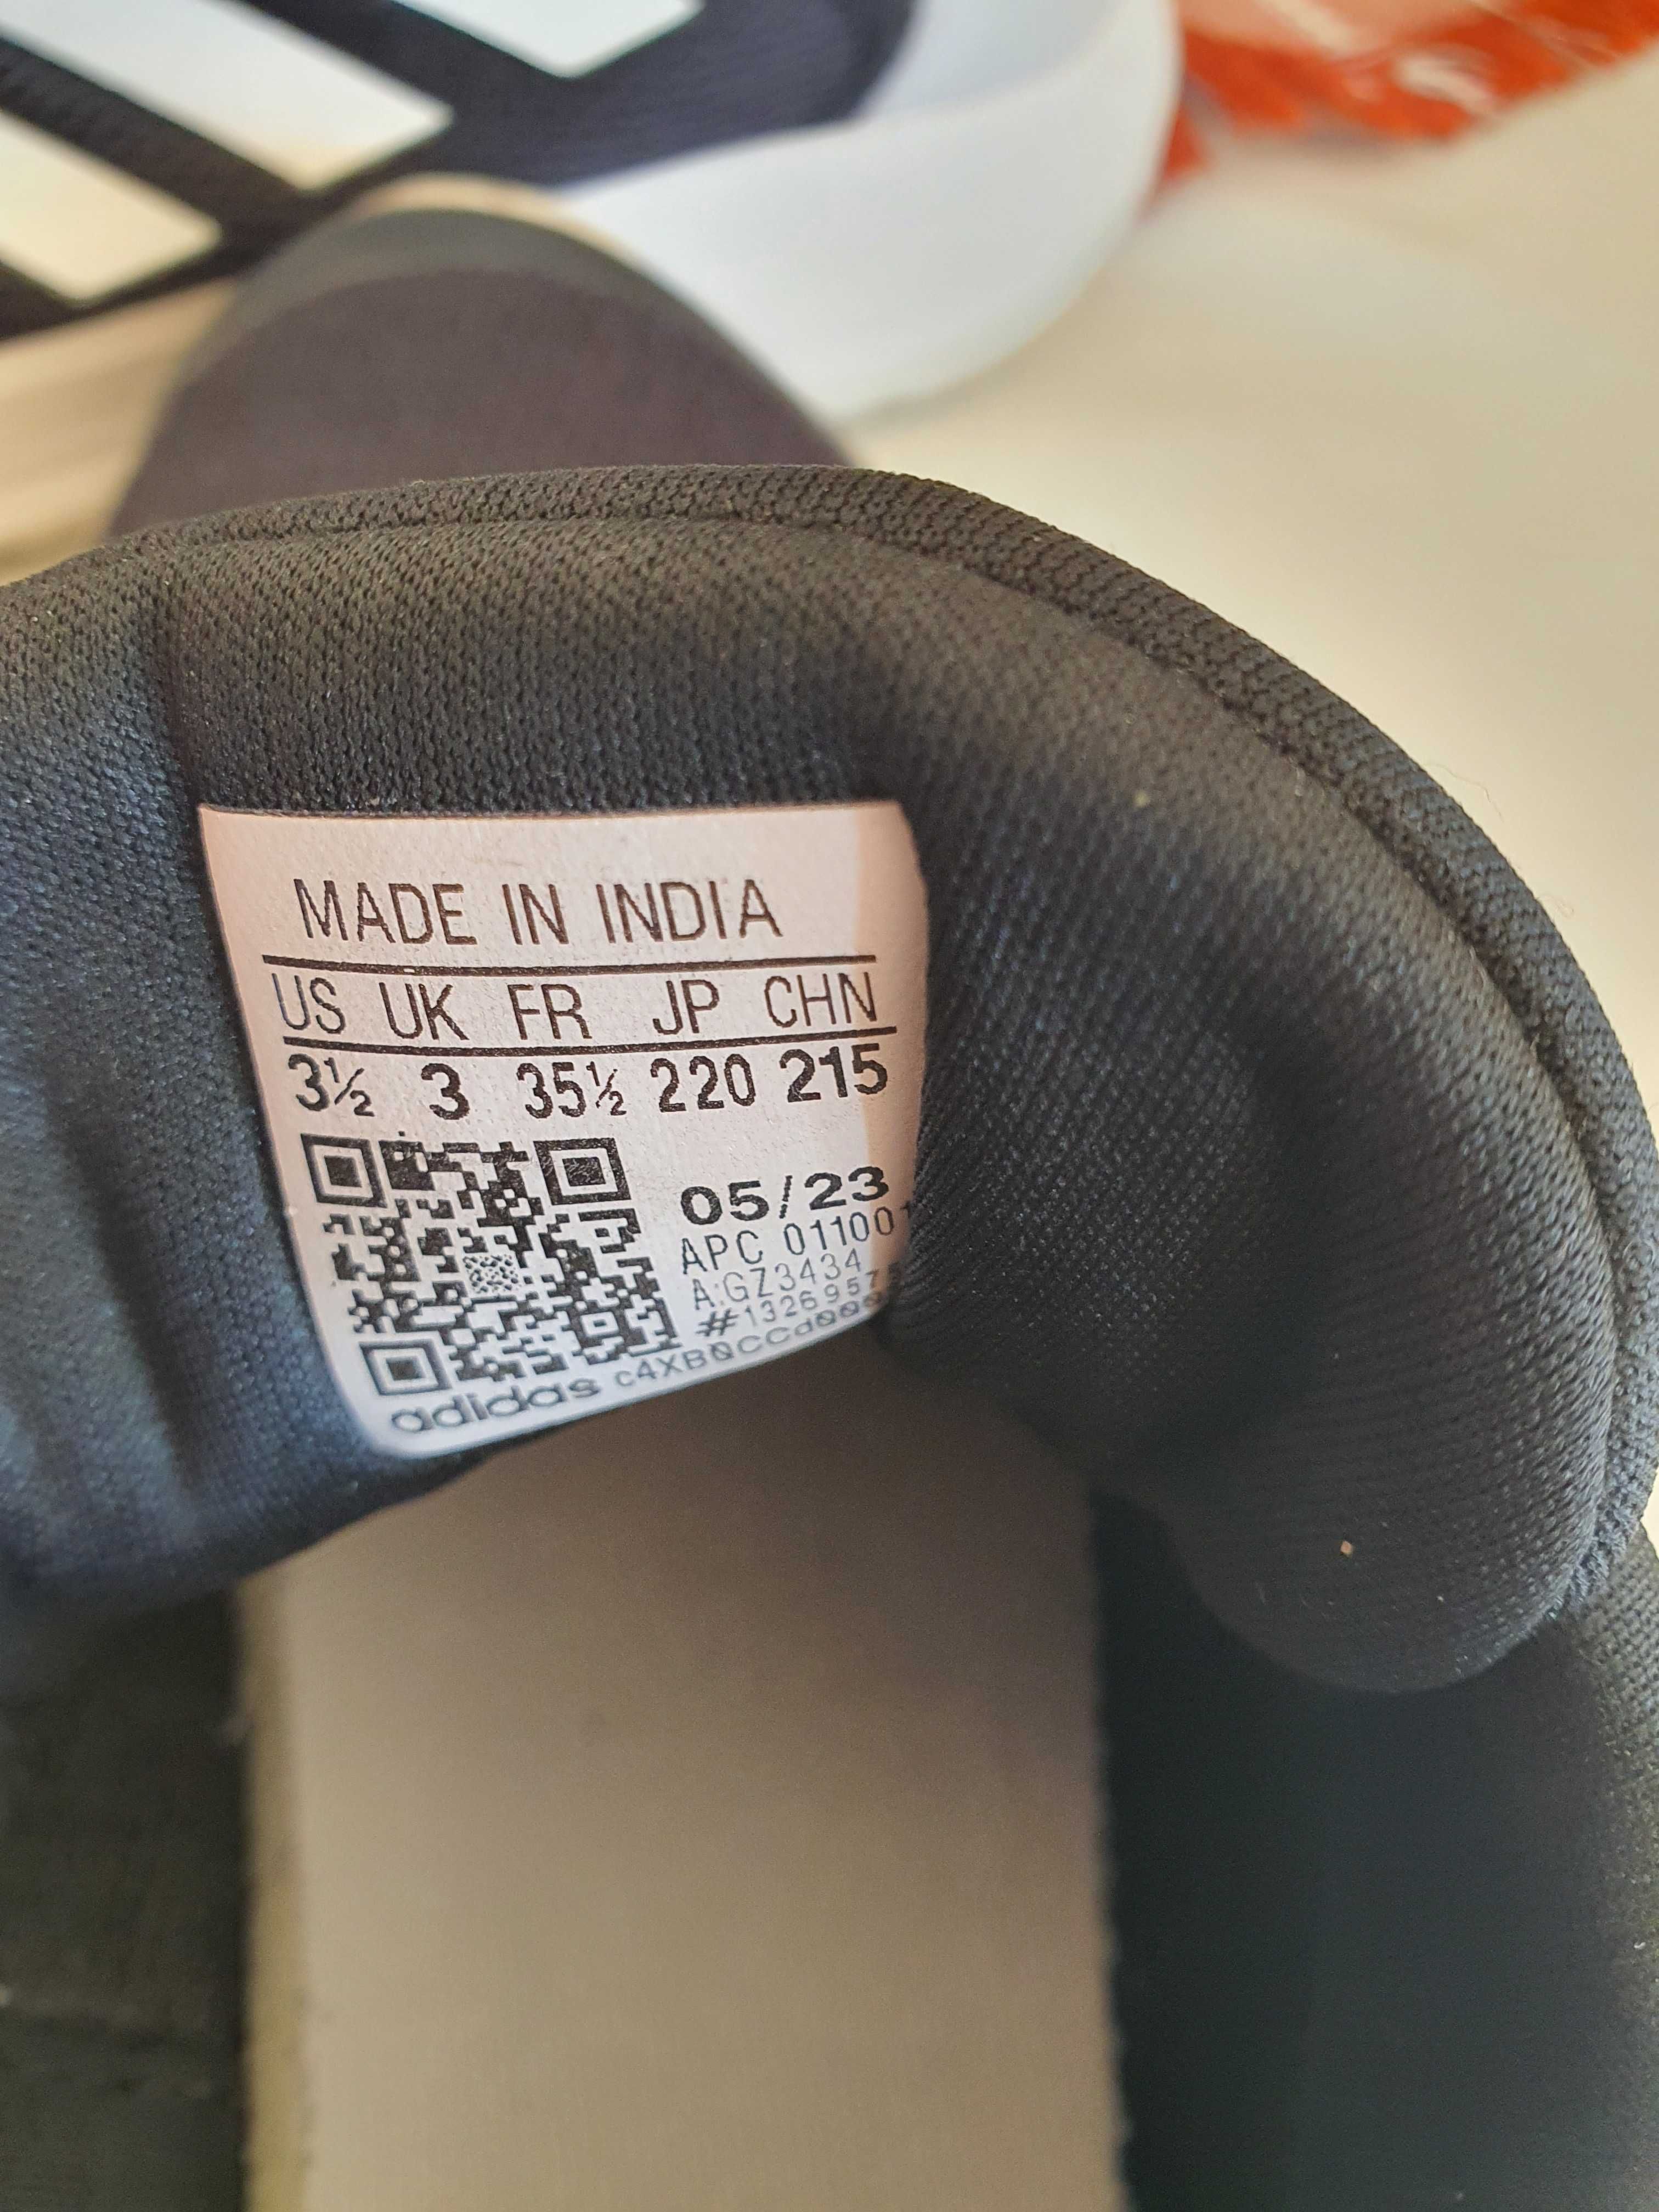 MADE IN INDIA
US UK FR JP CHN
3½ 3 35½ 220 215
05/23
APC
A:GZ3434
adidas